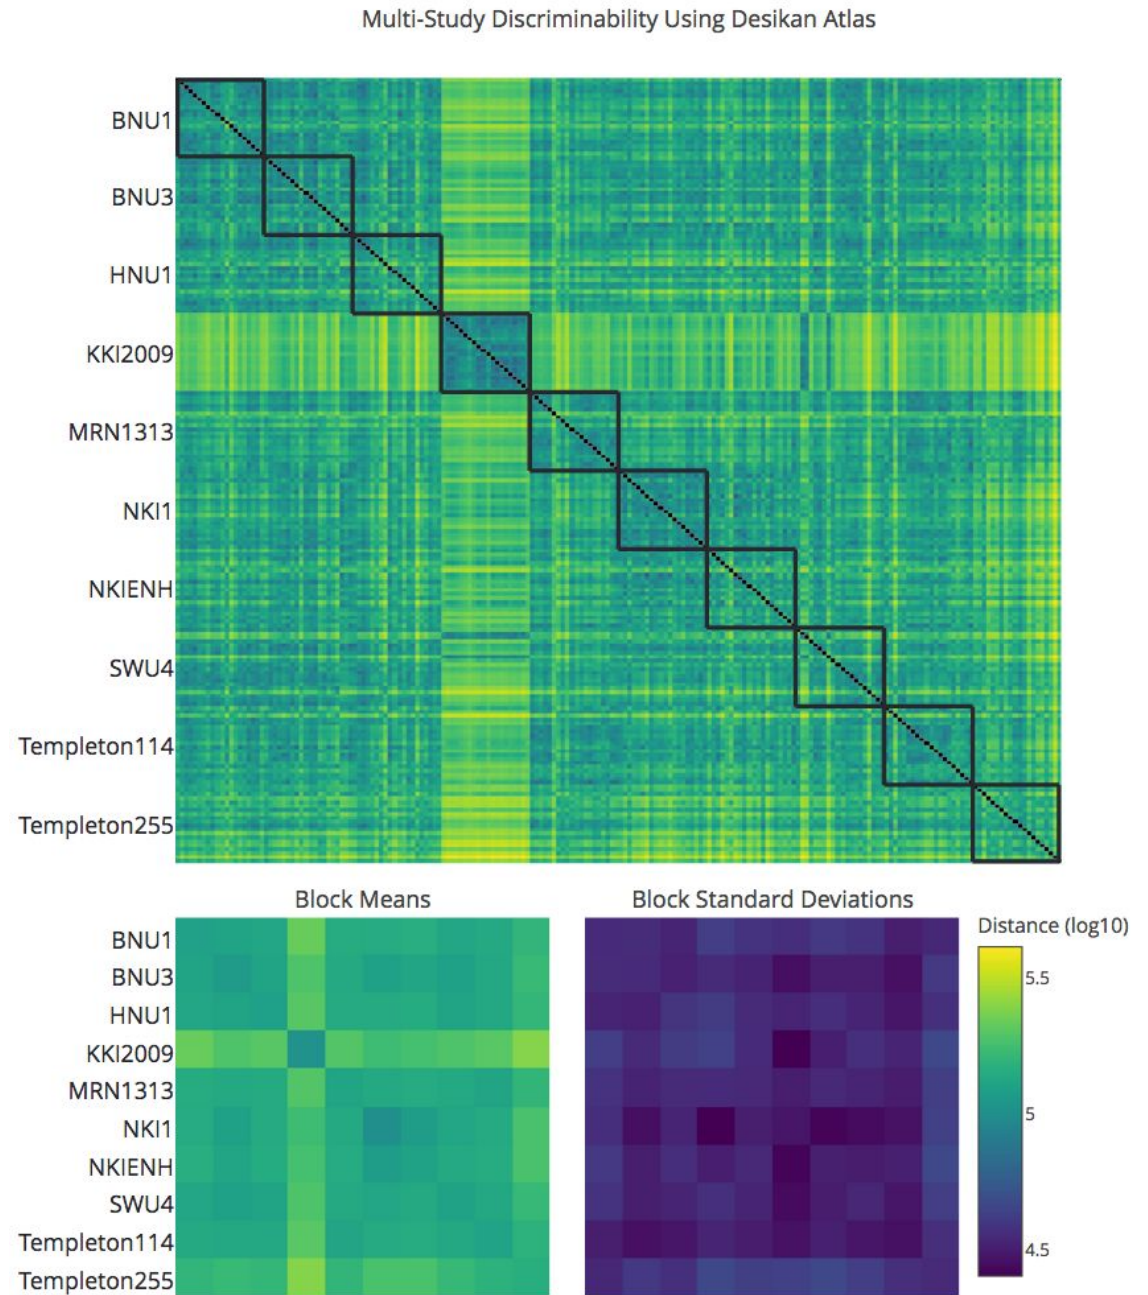 Multi-Study Discriminability Using Desikan Atlas
BNU1
BNU3
HNU1
KKI2009
MRN1313
NKI1
NKIENH
SWU4
Templeton114
Templeton255
Block Means
Block Standard Deviations
Distance (log10)
BNU1
BNU3
HNU1
KKI2009
MRN1313
NKI1
NKIENH
SWU4
Templeton114
Templeton255
5.5
5
4.5